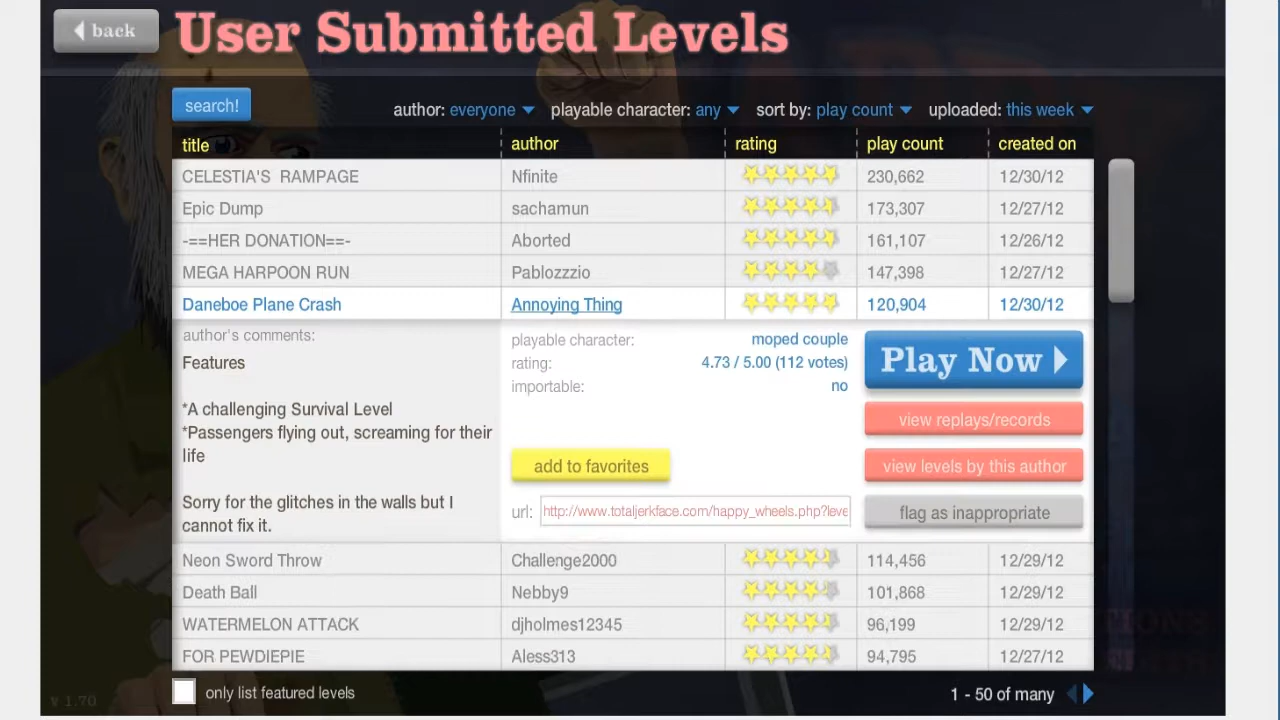 back
User Submitted Levels
search!
author: everyone playable character: any sort by: play count uploaded: this week
title author rating play count created on
CELESTIA'S RAMPAGE Nfinite 230,662 12/30/12
Epic Dump sachamun 173,307 12/27/12
-==HER DONATION==- Aborted 161,107 12/26/12
MEGA HARPOON RUN Pablozzzio 147,398 12/27/12
Daneboe Plane Crash Annoying Thing 120,904 12/30/12
author's comments:
Features
*A challenging Survival Level
*Passengers flying out, screaming for their
life
Sorry for the glitches in the walls but I
cannot fix it.
playable character: moped couple
rating: 4.73 / 5.00 (112 votes)
importable: no
add to favorites
url: http://www.totaljerkface.com/happy_wheels.php?leve
Play Now
view replays/records
view levels by this author
flag as inappropriate
Neon Sword Throw Challenge2000 114,456 12/29/12
Death Ball Nebby9 101,868 12/29/12
WATERMELON ATTACK djholmes12345 96,199 12/29/12
FOR PEWDIEPIE Aless313 94,795 12/27/12
only list featured levels
1 - 50 of many
v 1.70